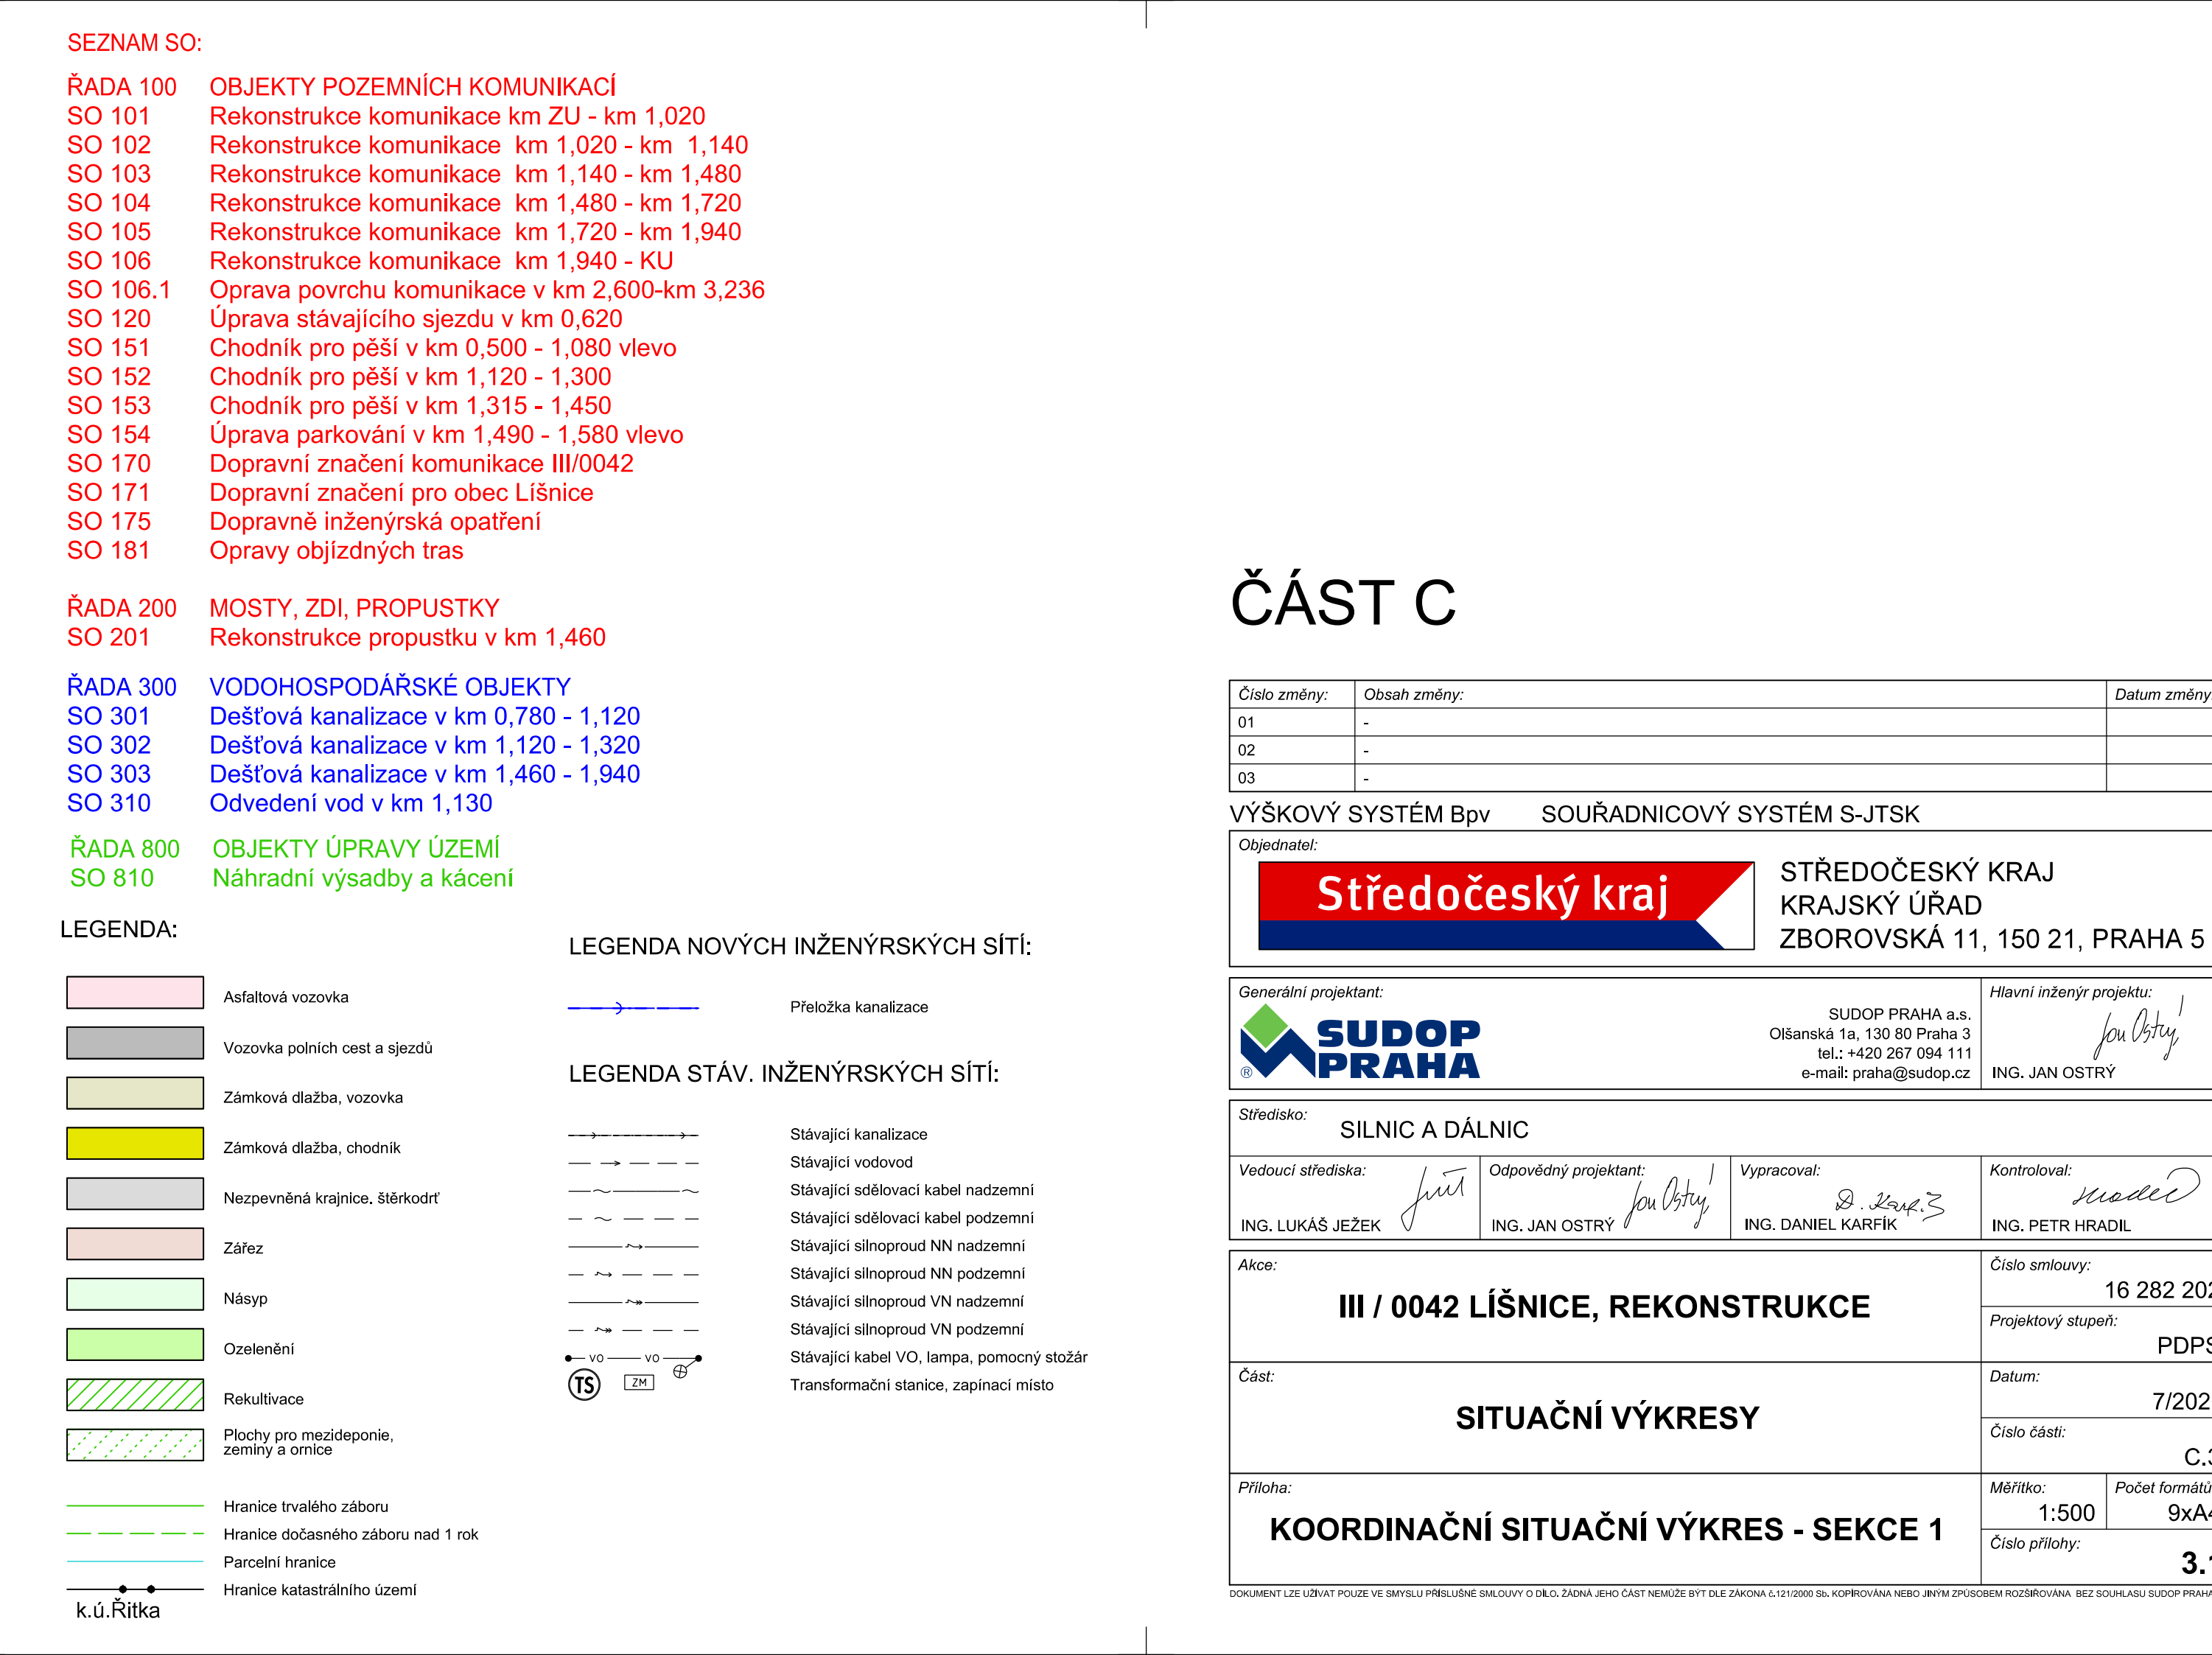 SEZNAM SO:
ŘADA 100 OBJEKTY POZEMNÍCH KOMUNIKACÍ
SO 101 Rekonstrukce komunikace km ZU - km 1,020
SO 102 Rekonstrukce komunikace km 1,020 - km 1,140
SO 103 Rekonstrukce komunikace km 1,140 - km 1,480
SO 104 Rekonstrukce komunikace km 1,480 - km 1,720
SO 105 Rekonstrukce komunikace km 1,720 - km 1,940
SO 106 Rekonstrukce komunikace km 1,940 - KU
SO 106.1 Oprava povrchu komunikace v km 2,600-km 3,236
SO 120 Úprava stávajícího sjezdu v km 0,620
SO 151 Chodník pro pěší v km 0,500 - 1,080 vlevo
SO 152 Chodník pro pěší v km 1,120 - 1,300
SO 153 Chodník pro pěší v km 1,315 - 1,450
SO 154 Úprava parkování v km 1,490 - 1,580 vlevo
SO 170 Dopravní značení komunikace III/0042
SO 171 Dopravní značení pro obec Líšnice
SO 175 Dopravně inženýrská opatření
SO 181 Opravy objízdných tras
ŘADA 200 MOSTY, ZDI, PROPUSTKY
SO 201 Rekonstrukce propustku v km 1,460
ŘADA 300 VODOHOSPODÁŘSKÉ OBJEKTY
SO 301 Dešťová kanalizace v km 0,780 - 1,120
SO 302 Dešťová kanalizace v km 1,120 - 1,320
SO 303 Dešťová kanalizace v km 1,460 - 1,940
SO 310 Odvedení vod v km 1,130
ŘADA 800 OBJEKTY ÚPRAVY ÚZEMÍ
SO 810 Náhradní výsadby a kácení
LEGENDA:
Asfaltová vozovka
Vozovka polních cest a sjezdů
Zámková dlažba, vozovka
Zámková dlažba, chodník
Nezpevněná krajnice. štěrkodrť
Zářez
Násyp
Ozelenění
Rekultivace
Plochy pro mezideponie,
zeminy a ornice
Hranice trvalého záboru
Hranice dočasného záboru nad 1 rok
Parcelní hranice
Hranice katastrálního území
k.ú.Řitka
LEGENDA NOVÝCH INŽENÝRSKÝCH SÍTÍ:
Přeložka kanalizace
LEGENDA STÁV. INŽENÝRSKÝCH SÍTÍ:
Stávající kanalizace
Stávající vodovod
Stávající sdělovací kabel nadzemní
Stávající sdělovací kabel podzemní
Stávající silnoproud NN nadzemní
Stávající silnoproud NN podzemní
Stávající silnoproud VN nadzemní
Stávající silnoproud VN podzemní
VO VO Stávající kabel VO, lampa, pomocný stožár
TS ZM Transformační stanice, zapínací místo
ČÁST C
Číslo změny: Obsah změny: Datum změny
01 -
02 -
03 -
VÝŠKOVÝ SYSTÉM Bpv SOUŘADNICOVÝ SYSTÉM S-JTSK
Objednatel:
Středočeský kraj
STŘEDOČESKÝ KRAJ
KRAJSKÝ ÚŘAD
ZBOROVSKÁ 11, 150 21, PRAHA 5
Generální projektant:
SUDOP
PRAHA
®
SUDOP PRAHA a.s.
Olšanská 1a, 130 80 Praha 3
tel.: +420 267 094 111
e-mail: praha@sudop.cz
Hlavní inženýr projektu:
Jan Ostrý
ING. JAN OSTRÝ
Středisko:
SILNIC A DÁLNIC
Vedoucí střediska:
ING. LUKÁŠ JEŽEK
Odpovědný projektant:
Jan Ostrý
ING. JAN OSTRÝ
Vypracoval:
D. Karfík
ING. DANIEL KARFÍK
Kontroloval:
ING. PETR HRADIL
Akce:
III / 0042 LÍŠNICE, REKONSTRUKCE
Číslo smlouvy:
16 282 202
Projektový stupeň:
PDPS
Část:
SITUAČNÍ VÝKRESY
Datum:
7/202
Číslo části:
C.3
Příloha:
KOORDINAČNÍ SITUAČNÍ VÝKRES - SEKCE 1
Měřítko:
1:500
Počet formátů
9xA4
Číslo přílohy:
3.1
DOKUMENT LZE UŽÍVAT POUZE VE SMYSLU PŘÍSLUŠNÉ SMLOUVY O DÍLO. ŽÁDNÁ JEHO ČÁST NEMŮŽE BÝT DLE ZÁKONA č.121/2000 Sb. KOPÍROVÁNA NEBO JINÝM ZPŮSOBEM ROZŠIŘOVÁNA BEZ SOUHLASU SUDOP PRAHA